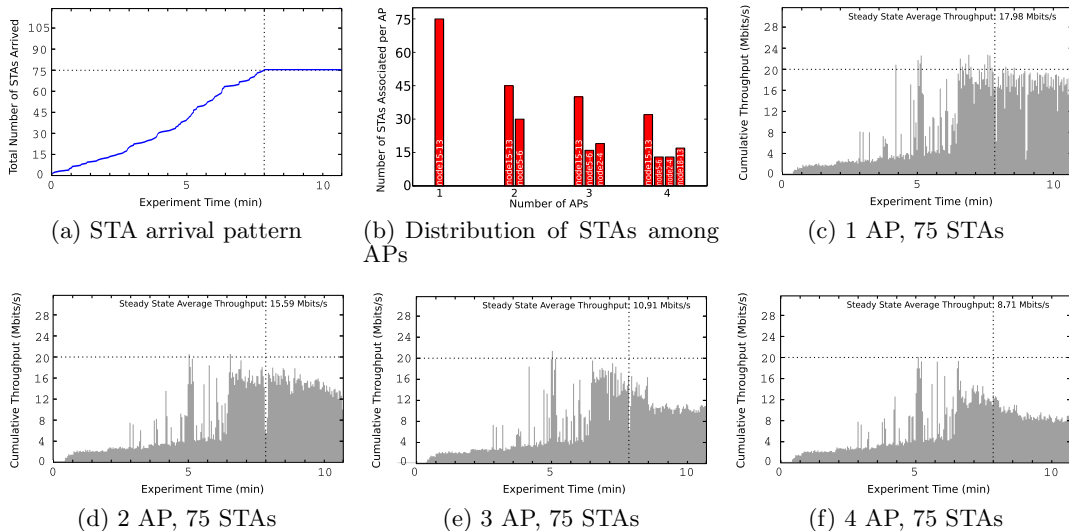 Total Number of STAs Arrived
105
90
75
60
45
30
15
0
0
5
10
Experiment Time (min)
(a) STA arrival pattern
Number of STAs Associated per AP
75
60
45
30
15
0
node15-13
node15-13
node5-6
node15-13
node5-6
node2-4
node15-13
node5-6
node2-4
node18-11
1
2
3
4
Number of APs
(b) Distribution of STAs among
APs
Steady State Average Throughput: 17.98 Mbits/s
Cumulative Throughput (Mbits/s)
28
24
20
16
12
8
4
0
0
5
10
Experiment Time (min)
(c) 1 AP, 75 STAs
Steady State Average Throughput: 15.59 Mbits/s
Cumulative Throughput (Mbits/s)
28
24
20
16
12
8
4
0
0
5
10
Experiment Time (min)
(d) 2 AP, 75 STAs
Steady State Average Throughput: 10.91 Mbits/s
Cumulative Throughput (Mbits/s)
28
24
20
16
12
8
4
0
0
5
10
Experiment Time (min)
(e) 3 AP, 75 STAs
Steady State Average Throughput: 8.71 Mbits/s
Cumulative Throughput (Mbits/s)
28
24
20
16
12
8
4
0
0
5
10
Experiment Time (min)
(f) 4 AP, 75 STAs